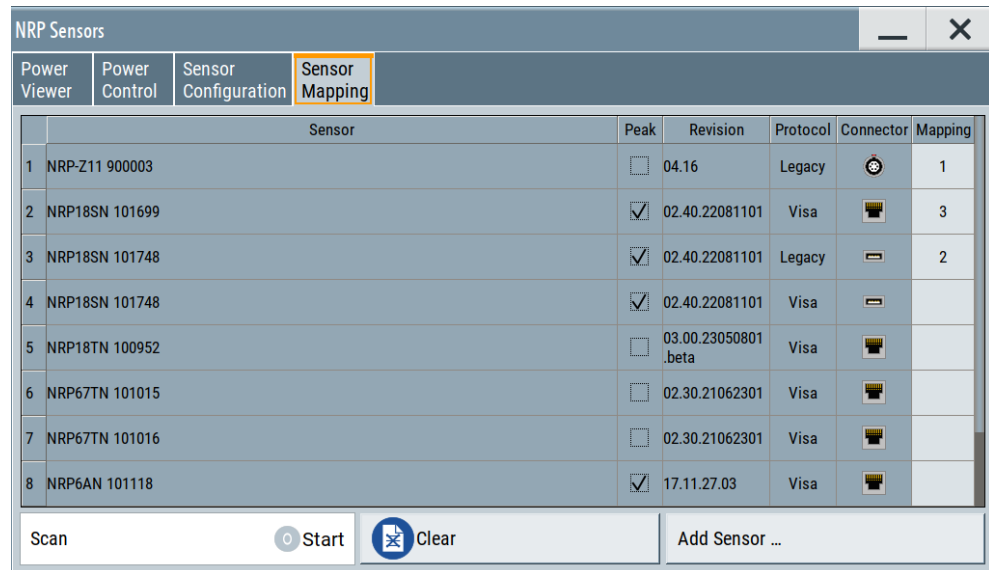 NRP Sensors
Power Viewer Power Control Sensor Configuration Sensor Mapping
Sensor Peak Revision Protocol Connector Mapping
1 NRP-Z11 900003 04.16 Legacy 1
2 NRP18SN 101699 02.40.22081101 Visa 3
3 NRP18SN 101748 02.40.22081101 Legacy 2
4 NRP18SN 101748 02.40.22081101 Visa
5 NRP18TN 100952 03.00.23050801 .beta Visa
6 NRP67TN 101015 02.30.21062301 Visa
7 NRP67TN 101016 02.30.21062301 Visa
8 NRP6AN 101118 17.11.27.03 Visa
Scan 0 Start Clear Add Sensor ...